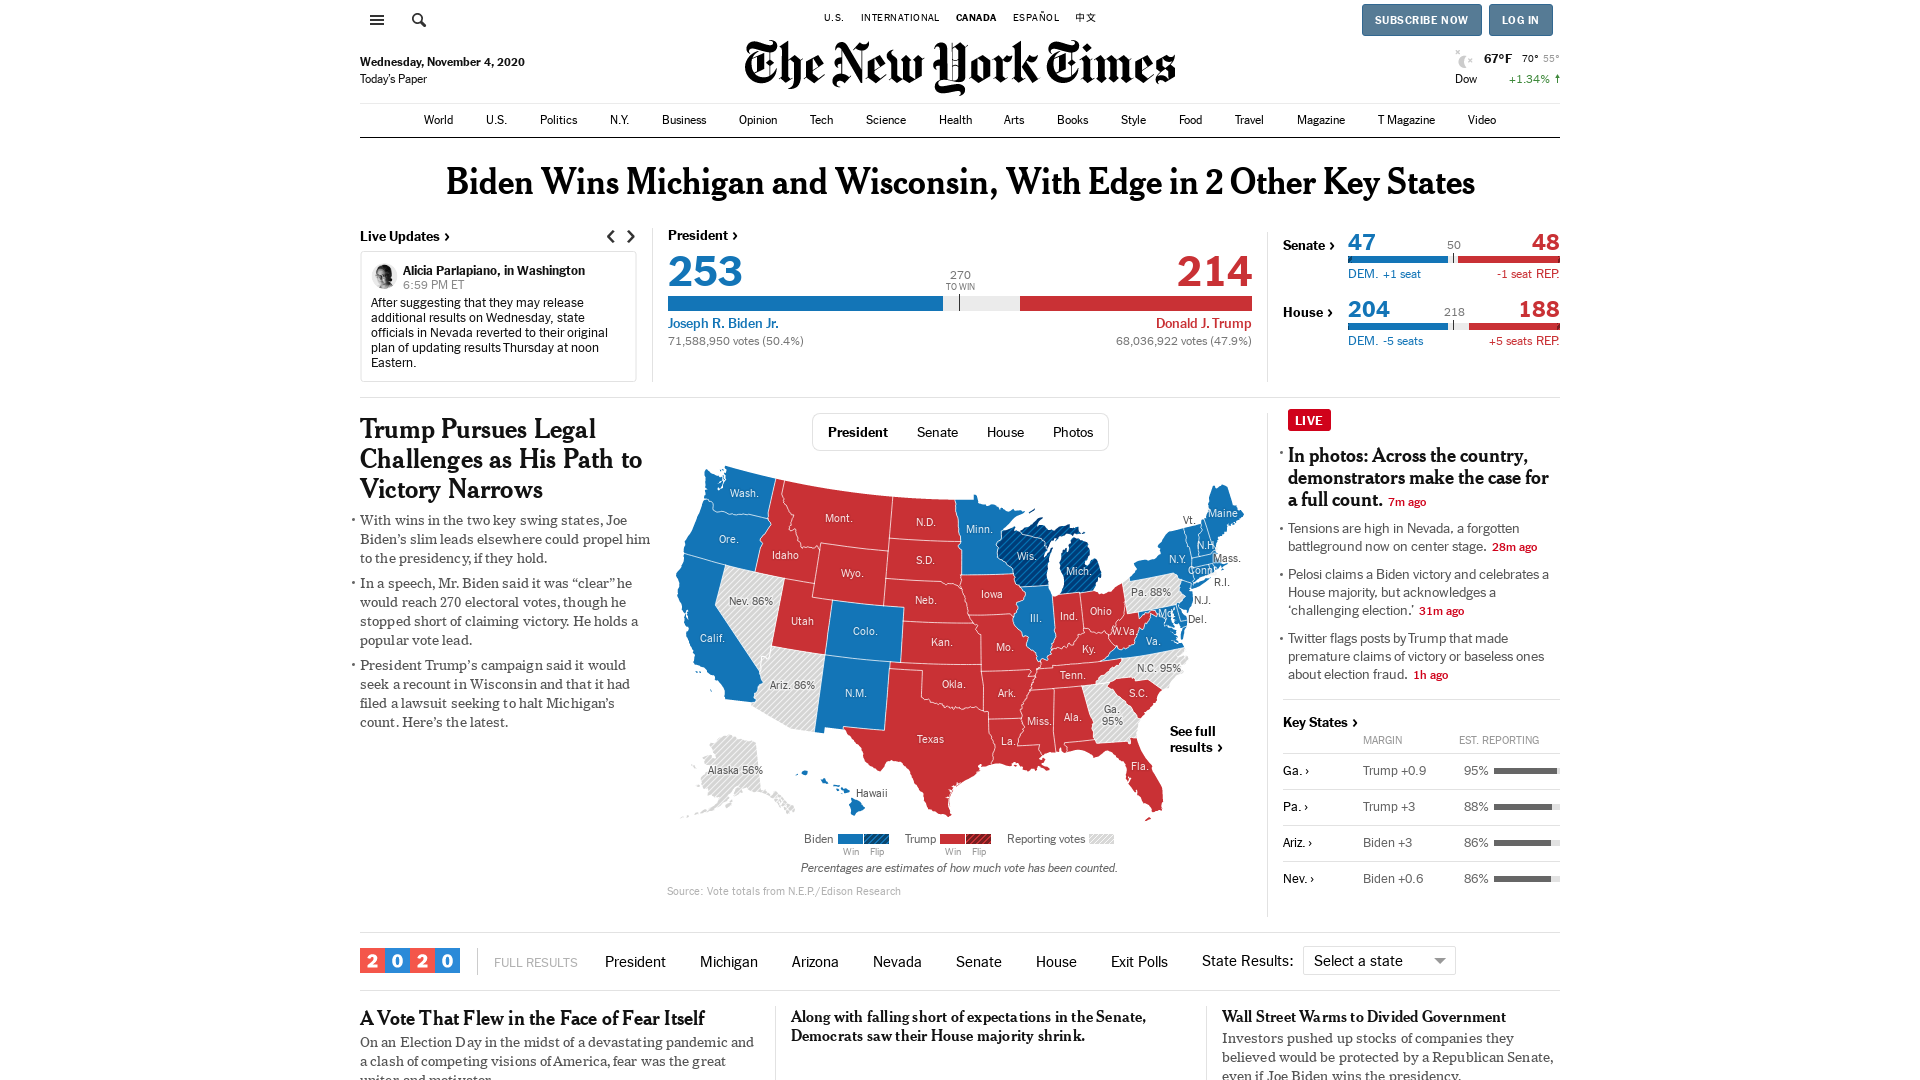 U.S. INTERNATIONAL CANADA ESPAÑOL 中文
SUBSCRIBE NOW LOG IN
Wednesday, November 4, 2020
Today's Paper
The New York Times
67°F 70° 55°
Dow +1.34% ↑
World U.S. Politics N.Y. Business Opinion Tech Science Health Arts Books Style Food Travel Magazine T Magazine Video
Biden Wins Michigan and Wisconsin, With Edge in 2 Other Key States
Live Updates ›
Alicia Parlapiano, in Washington
6:59 PM ET
After suggesting that they may release
additional results on Wednesday, state
officials in Nevada reverted to their original
plan of updating results Thursday at noon
Eastern.
President ›
253
270
TO WIN
214
Joseph R. Biden Jr.
Donald J. Trump
71,588,950 votes (50.4%)
68,036,922 votes (47.9%)
Senate ›
47 50 48
DEM. +1 seat -1 seat REP.
House ›
204 218 188
DEM. -5 seats +5 seats REP.
Trump Pursues Legal
Challenges as His Path to
Victory Narrows
• With wins in the two key swing states, Joe
Biden's slim leads elsewhere could propel him
to the presidency, if they hold.
• In a speech, Mr. Biden said it was “clear” he
would reach 270 electoral votes, though he
stopped short of claiming victory. He holds a
popular vote lead.
• President Trump's campaign said it would
seek a recount in Wisconsin and that it had
filed a lawsuit seeking to halt Michigan's
count. Here's the latest.
President Senate House Photos
Wash.
Ore.
Calif.
Nev. 86%
Idaho
Mont.
Wyo.
Utah
Colo.
Ariz. 86%
N.M.
N.D.
S.D.
Neb.
Kan.
Okla.
Texas
Minn.
Iowa
Mo.
Ark.
La.
Wis.
Ill.
Mich.
Ind.
Ohio
Ky.
Tenn.
Miss.
Ala.
Ga.
95%
Fla.
S.C.
N.C. 95%
Va.
W.Va.
Pa. 88%
N.Y.
Vt.
N.H.
Maine
Mass.
Conn.
R.I.
N.J.
Del.
Md.
Alaska 56%
Hawaii
See full
results ›
Biden Trump Reporting votes
Win Flip Win Flip
Percentages are estimates of how much vote has been counted.
Source: Vote totals from N.E.P./Edison Research
LIVE
• In photos: Across the country,
demonstrators make the case for
a full count. 7m ago
• Tensions are high in Nevada, a forgotten
battleground now on center stage. 28m ago
• Pelosi claims a Biden victory and celebrates a
House majority, but acknowledges a
‘challenging election.’ 31m ago
• Twitter flags posts by Trump that made
premature claims of victory or baseless ones
about election fraud. 1h ago
Key States ›
MARGIN EST. REPORTING
Ga. › Trump +0.9 95%
Pa. › Trump +3 88%
Ariz. › Biden +3 86%
Nev. › Biden +0.6 86%
2020 FULL RESULTS President Michigan Arizona Nevada Senate House Exit Polls State Results: Select a state
A Vote That Flew in the Face of Fear Itself
On an Election Day in the midst of a devastating pandemic and
a clash of competing visions of America, fear was the great
uniter and motivator.
Along with falling short of expectations in the Senate,
Democrats saw their House majority shrink.
Wall Street Warms to Divided Government
Investors pushed up stocks of companies they
believed would be protected by a Republican Senate,
even if Joe Biden wins the presidency.